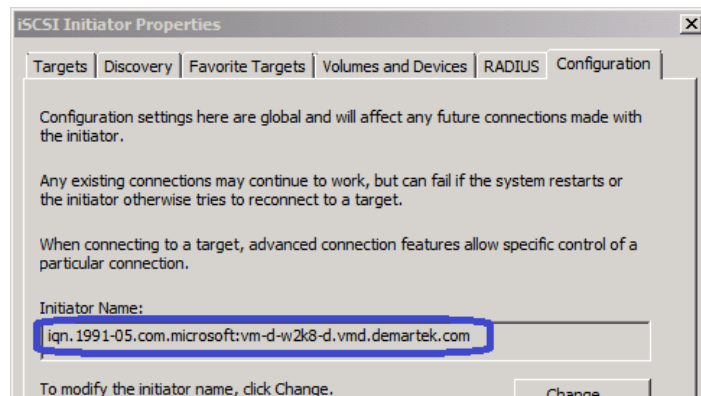 iSCSI Initiator Properties
Targets Discovery Favorite Targets Volumes and Devices RADIUS Configuration
Configuration settings here are global and will affect any future connections made with
the initiator.
Any existing connections may continue to work, but can fail if the system restarts or
the initiator otherwise tries to reconnect to a target.
When connecting to a target, advanced connection features allow specific control of a
particular connection.
Initiator Name:
iqn.1991-05.com.microsoft:vm-d-w2k8-d.vmd.demartek.com
To modify the initiator name, click Change.
Change...